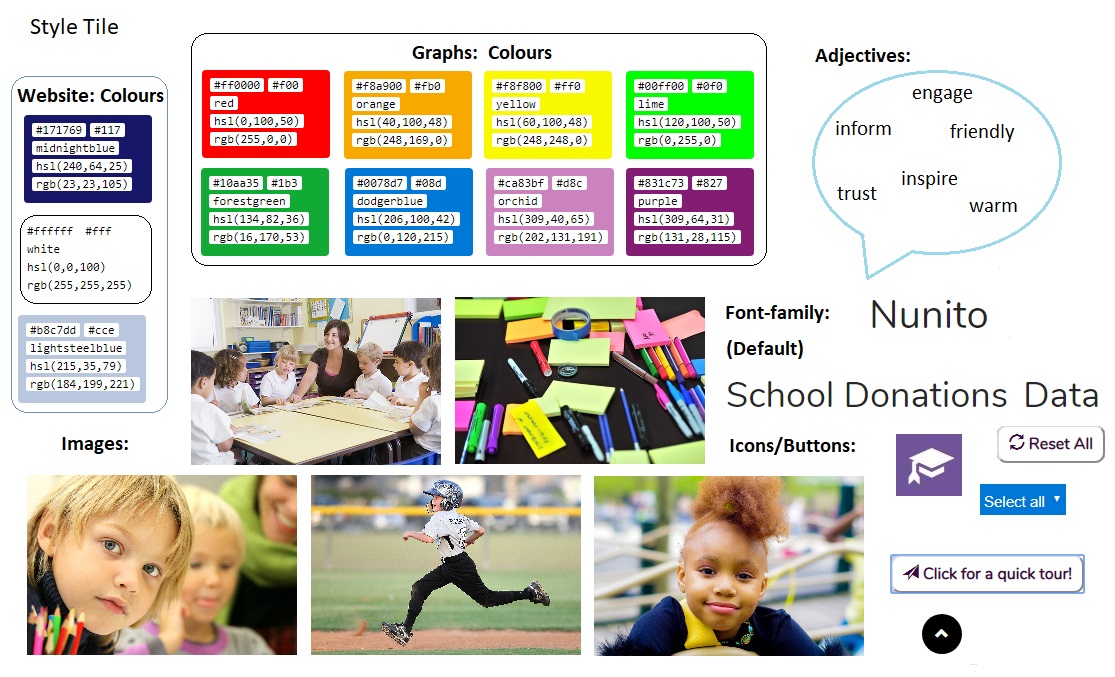 Style Tile
Website: Colours
#171769 #117
midnightblue
hsl(240,64,25)
rgb(23,23,105)
#ffffff #fff
white
hsl(0,0,100)
rgb(255,255,255)
#b8c7dd #cce
lightsteelblue
hsl(215,35,79)
rgb(184,199,221)
Graphs: Colours
#ff0000 #f00
red
hsl(0,100,50)
rgb(255,0,0)
#f8a900 #fb0
orange
hsl(40,100,48)
rgb(248,169,0)
#f8f800 #ff0
yellow
hsl(60,100,48)
rgb(248,248,0)
#00ff00 #0f0
lime
hsl(120,100,50)
rgb(0,255,0)
#10aa35 #1b3
forestgreen
hsl(134,82,36)
rgb(16,170,53)
#0078d7 #08d
dodgerblue
hsl(206,100,42)
rgb(0,120,215)
#ca83bf #d8c
orchid
hsl(309,40,65)
rgb(202,131,191)
#831c73 #827
purple
hsl(309,64,31)
rgb(131,28,115)
Adjectives:
engage
inform
friendly
inspire
trust
warm
Font-family:
(Default)
Nunito
School Donations Data
Images:
Icons/Buttons:
Reset All
Select all
Click for a quick tour!